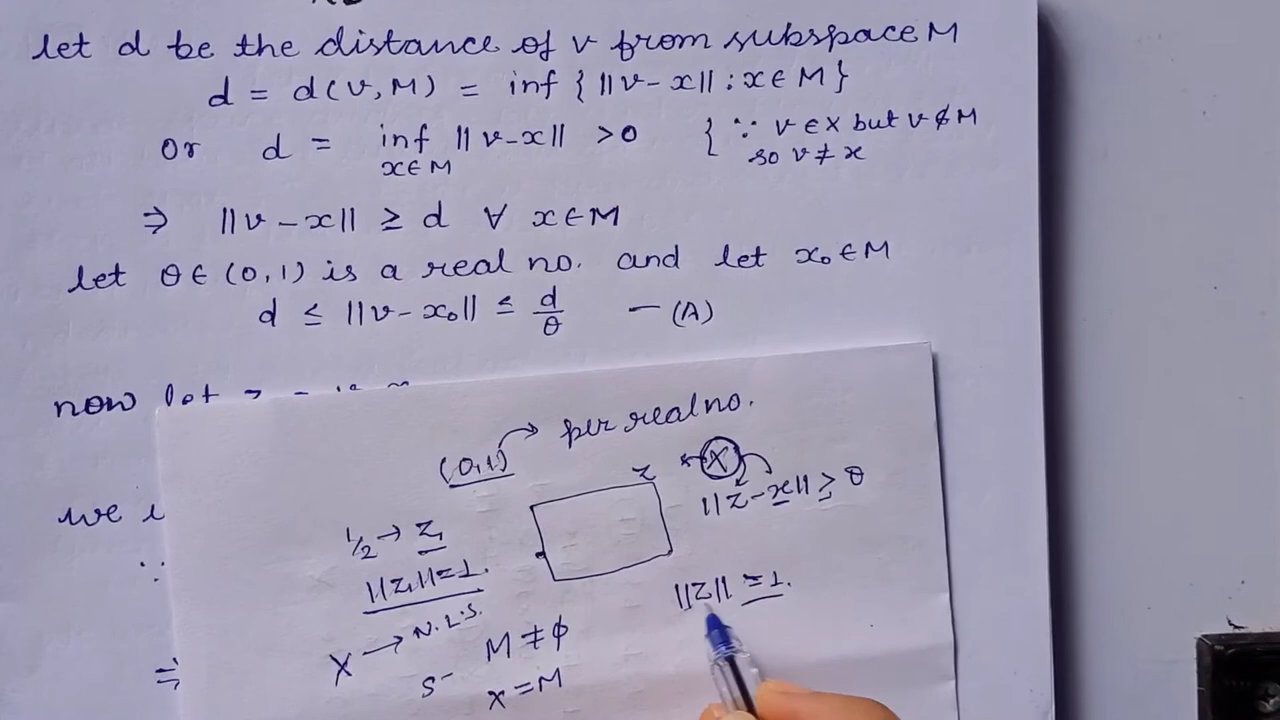 let d be the distance of v from subspace M
d = d(v, M) = inf { ||v-x|| : x ∈ M }
or d = inf ||v-x|| > 0 { ∵ v ∈ X but v ∉ M
x∈M so v ≠ x
⇒ ||v-x|| ≥ d ∀ x ∈ M
let θ ∈ (0,1) is a real no. and let x₀ ∈ M
d ≤ ||v-x₀|| ≤ d/θ — (A)
now let
we
∵
⇒
(0,1) → per real no.
z X
||z-x|| ≥ θ
1/2 → z₁
||z₁||=1.
||z|| = 1.
X → N.L.S.
M ≠ ϕ
S
x = M